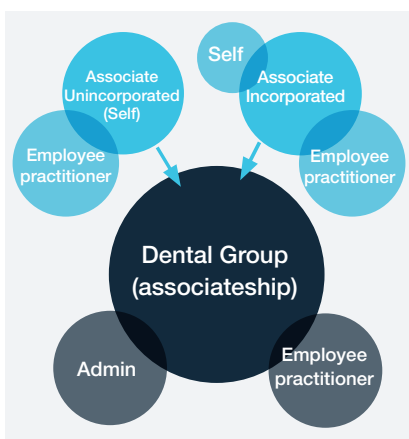 Self
Associate
Unincorporated
(Self)
Associate
Incorporated
Employee
practitioner
Employee
practitioner
Dental Group
(associateship)
Admin
Employee
practitioner